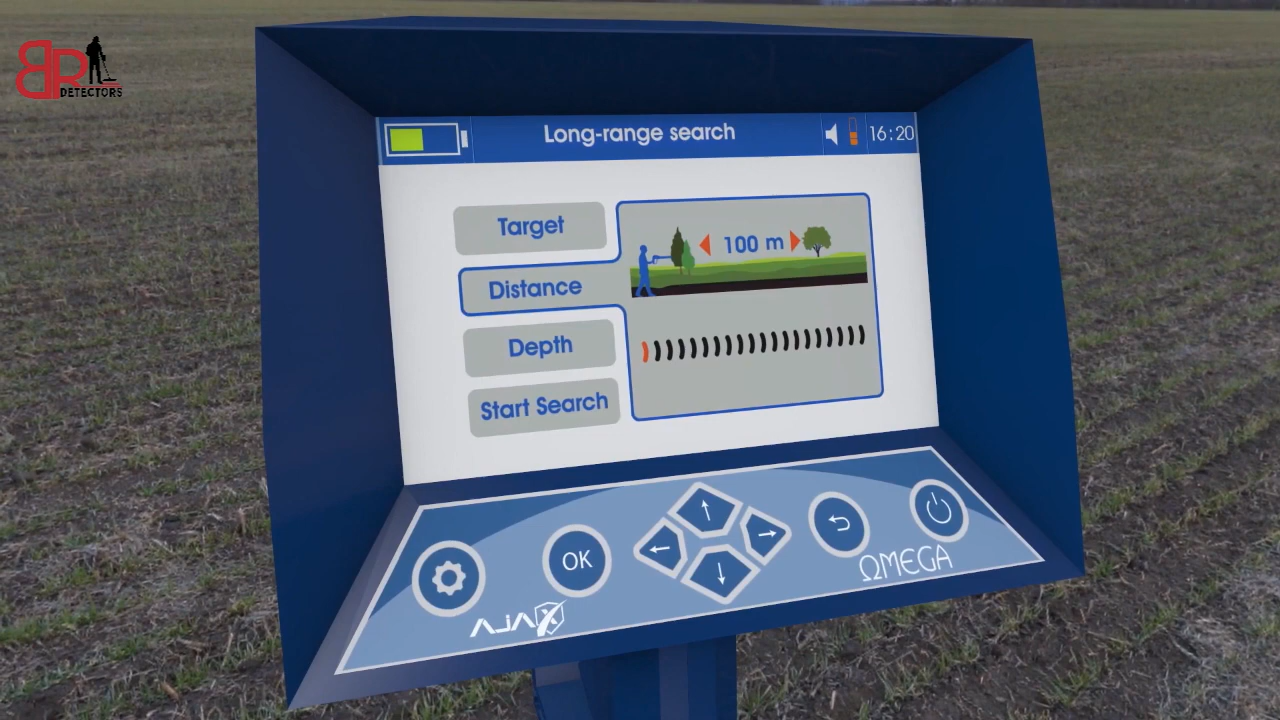 BR
DETECTORS
Long-range search
16:20
Target
100 m
Distance
Depth
Start Search
OK
AJAX
ΩMEGA